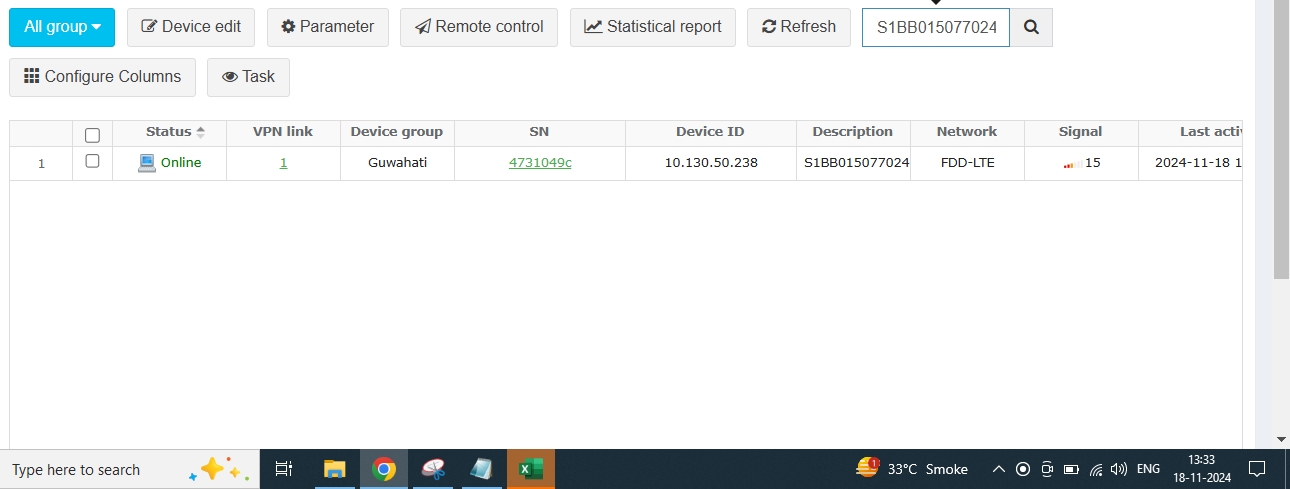 All group Device edit Parameter Remote control Statistical report Refresh S1BB015077024
Configure Columns Task
Status VPN link Device group SN Device ID Description Network Signal Last activ
1 Online 1 Guwahati 4731049c 10.130.50.238 S1BB015077024 FDD-LTE 15 2024-11-18 1
Type here to search 1 33°C Smoke ENG 13:33
18-11-2024